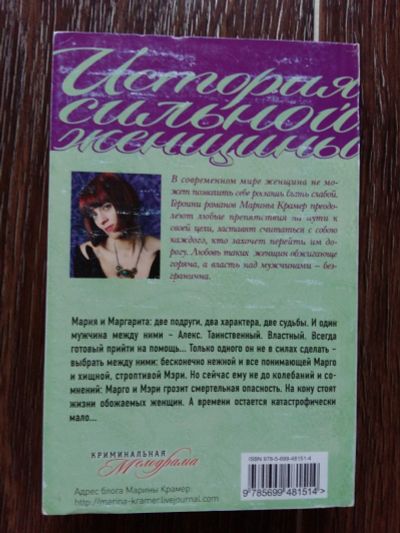 История
сильной
женщины
В современном мире женщина не мо-
жет позволить себе роскошь быть слабой.
Героини романов Марины Крамер преодо-
леют любые препятствия на пути к
своей цели, заставят считаться с собою
каждого, кто захочет перейти им до-
рогу. Любовь таких женщин обжигающе
горяча, а власть над мужчинами – без-
гранична.
Мария и Маргарита: две подруги, два характера, две судьбы. И один
мужчина между ними – Алекс. Таинственный. Властный. Всегда
готовый прийти на помощь... Только одного он не в силах сделать –
выбрать между ними: бесконечно нежной и все понимающей Марго
и хищной, строптивой Мэри. Но сейчас ему не до колебаний и со-
мнений: Марго и Мэри грозит смертельная опасность. На кону стоят
жизни обожаемых женщин. А времени остается катастрофически
мало...
КРИМИНАЛЬНАЯ
Мелодрама
Адрес блога Марины Крамер:
http://marina-kramer.livejournal.com/
ISBN 978-5-699-48151-4
9 785699 481514 >